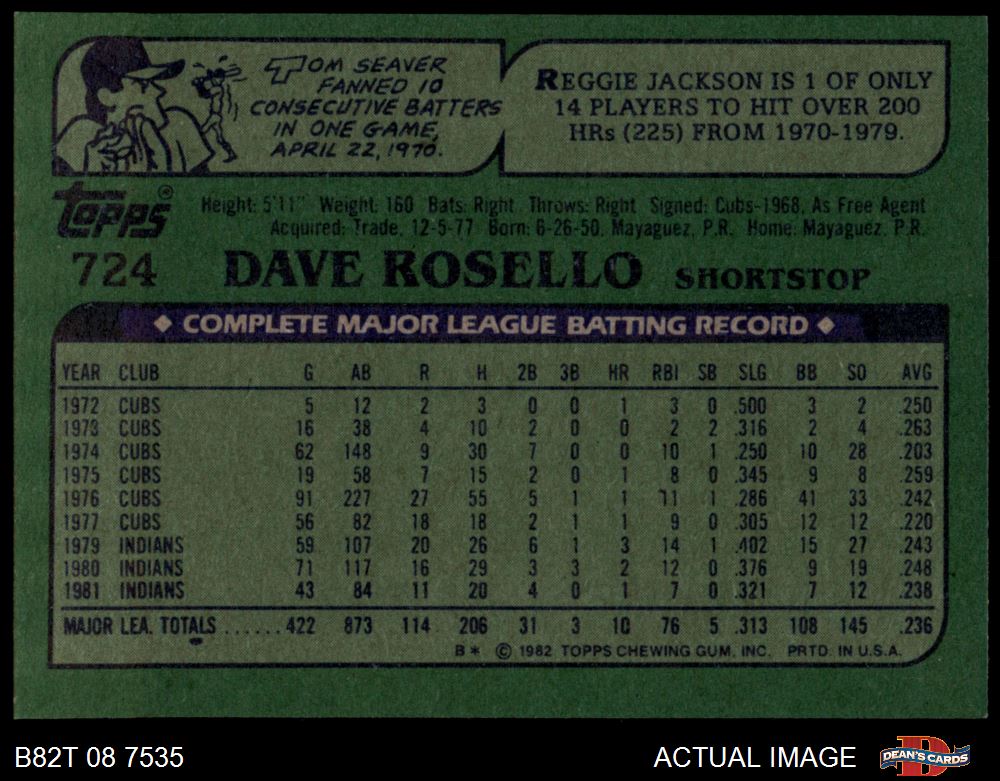 TOM SEAVER
FANNED 10
CONSECUTIVE BATTERS
IN ONE GAME,
APRIL 22, 1970.
REGGIE JACKSON IS 1 OF ONLY
14 PLAYERS TO HIT OVER 200
HRs (225) FROM 1970-1979.
Topps®
Height: 5'11" Weight: 160 Bats: Right Throws: Right Signed: Cubs-1968, As Free Agent
Acquired: Trade, 12-5-77 Born: 6-26-50, Mayaguez, P.R. Home: Mayaguez, P.R.
724 DAVE ROSELLO SHORTSTOP
◆ COMPLETE MAJOR LEAGUE BATTING RECORD ◆
YEAR CLUB G AB R H 2B 3B HR RBI SB SLG BB SO AVG
1972 CUBS 5 12 2 3 0 0 1 3 0 .500 3 2 .250
1973 CUBS 16 38 4 10 2 0 0 2 2 .316 2 4 .263
1974 CUBS 62 148 9 30 7 0 0 10 1 .250 10 28 .203
1975 CUBS 19 58 7 15 2 0 1 8 0 .345 9 8 .259
1976 CUBS 91 227 27 55 5 1 1 11 1 .286 41 33 .242
1977 CUBS 56 82 18 18 2 1 1 9 0 .305 12 12 .220
1979 INDIANS 59 107 20 26 6 1 3 14 1 .402 15 27 .243
1980 INDIANS 71 117 16 29 3 3 2 12 0 .376 9 19 .248
1981 INDIANS 43 84 11 20 4 0 1 7 0 .321 7 12 .238
MAJOR LEA. TOTALS ......422 873 114 206 31 3 10 76 5 .313 108 145 .236
B* © 1982 TOPPS CHEWING GUM, INC. PRTD. IN U.S.A.
B82T 08 7535
ACTUAL IMAGE
D
DEAN'S CARDS